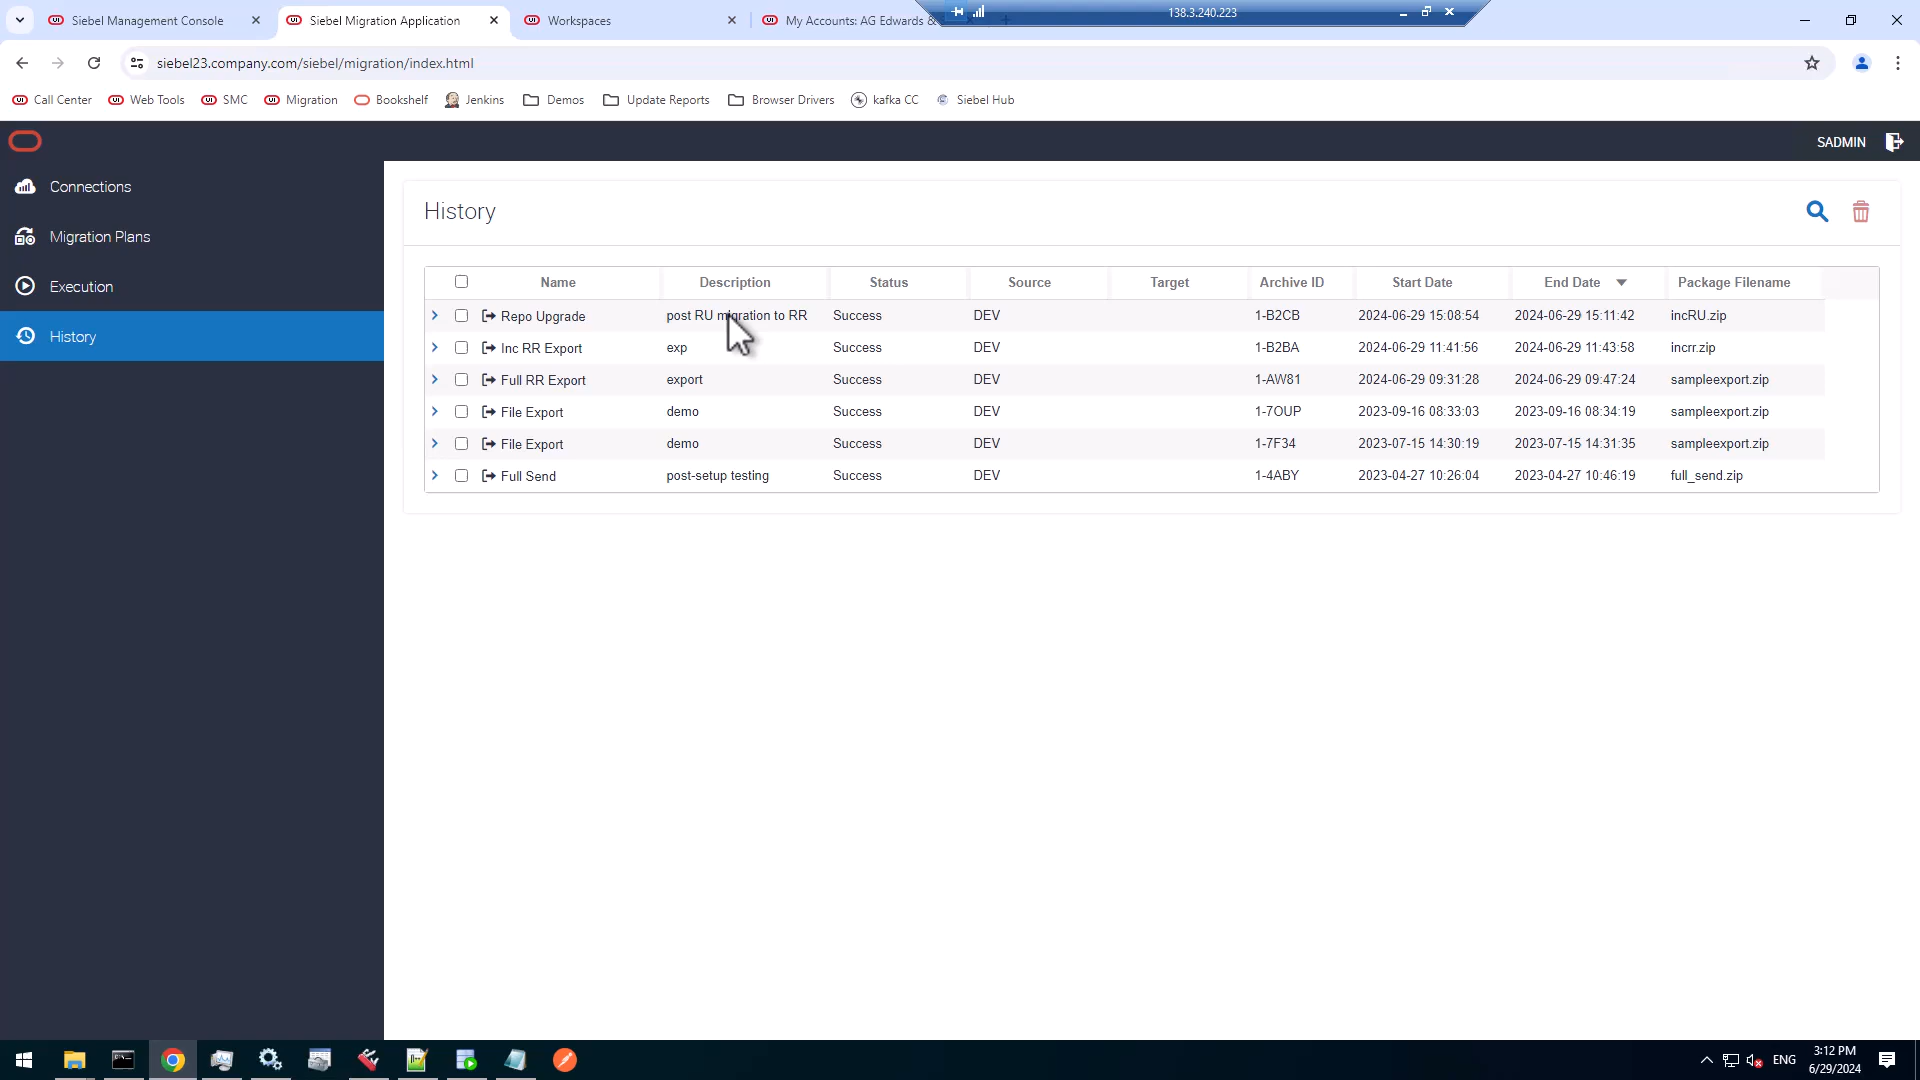 Siebel Management Console
Siebel Migration Application
Workspaces
My Accounts: AG Edwards &
138.3.240.223
siebel23.company.com/siebel/migration/index.html
Call Center
Web Tools
SMC
Migration
Bookshelf
Jenkins
Demos
Update Reports
Browser Drivers
kafka CC
Siebel Hub
SADMIN
Connections
Migration Plans
Execution
History
History
Name Description Status Source Target Archive ID Start Date End Date Package Filename
Repo Upgrade post RU migration to RR Success DEV 1-B2CB 2024-06-29 15:08:54 2024-06-29 15:11:42 incRU.zip
Inc RR Export exp Success DEV 1-B2BA 2024-06-29 11:41:56 2024-06-29 11:43:58 incrr.zip
Full RR Export export Success DEV 1-AW81 2024-06-29 09:31:28 2024-06-29 09:47:24 sampleexport.zip
File Export demo Success DEV 1-7OUP 2023-09-16 08:33:03 2023-09-16 08:34:19 sampleexport.zip
File Export demo Success DEV 1-7F34 2023-07-15 14:30:19 2023-07-15 14:31:35 sampleexport.zip
Full Send post-setup testing Success DEV 1-4ABY 2023-04-27 10:26:04 2023-04-27 10:46:19 full_send.zip
ENG
3:12 PM
6/29/2024